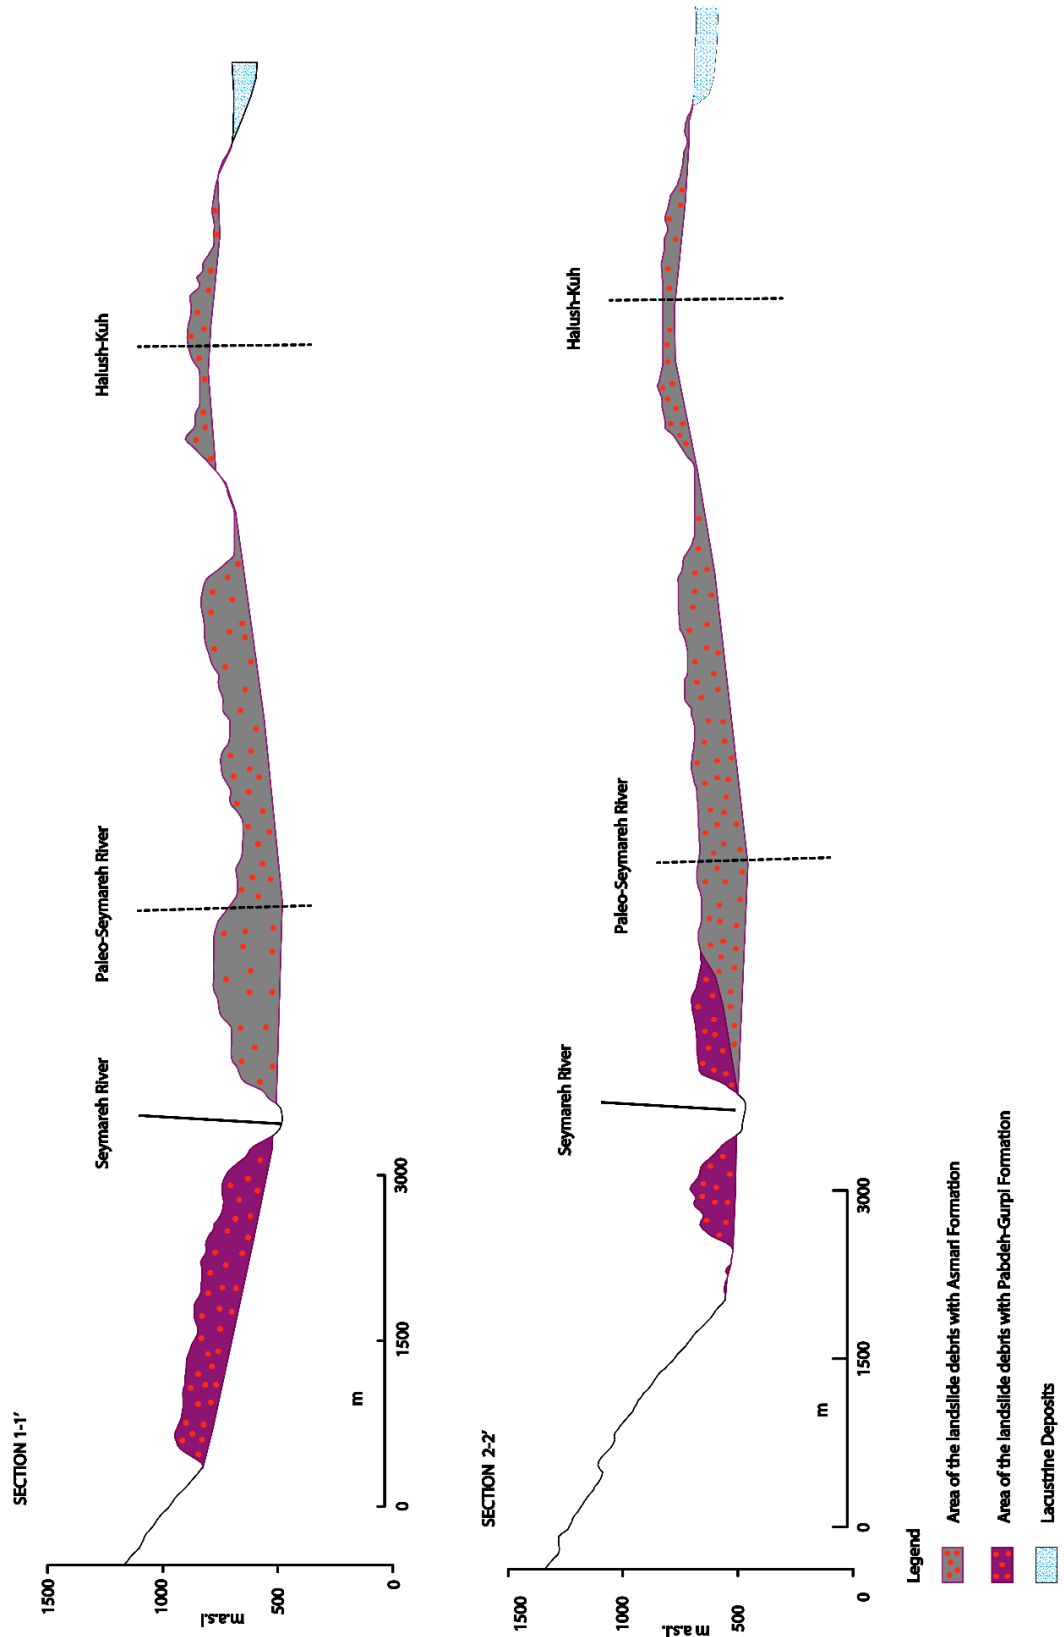 SECTION 1-1'
1500
1000
500
0
m a.s.l
Seymareh River
Paleo-Seymareh River
Halush-Kuh
0
1500
3000
m
SECTION 2-2'
1500
1000
500
0
m a.s.l.
Seymareh River
Paleo-Seymareh River
Halush-Kuh
0
1500
3000
m
Legend
Area of the landslide debris with Asmari Formation
Area of the landslide debris with Pabdeh-Gurpi Formation
Lacustrine Deposits